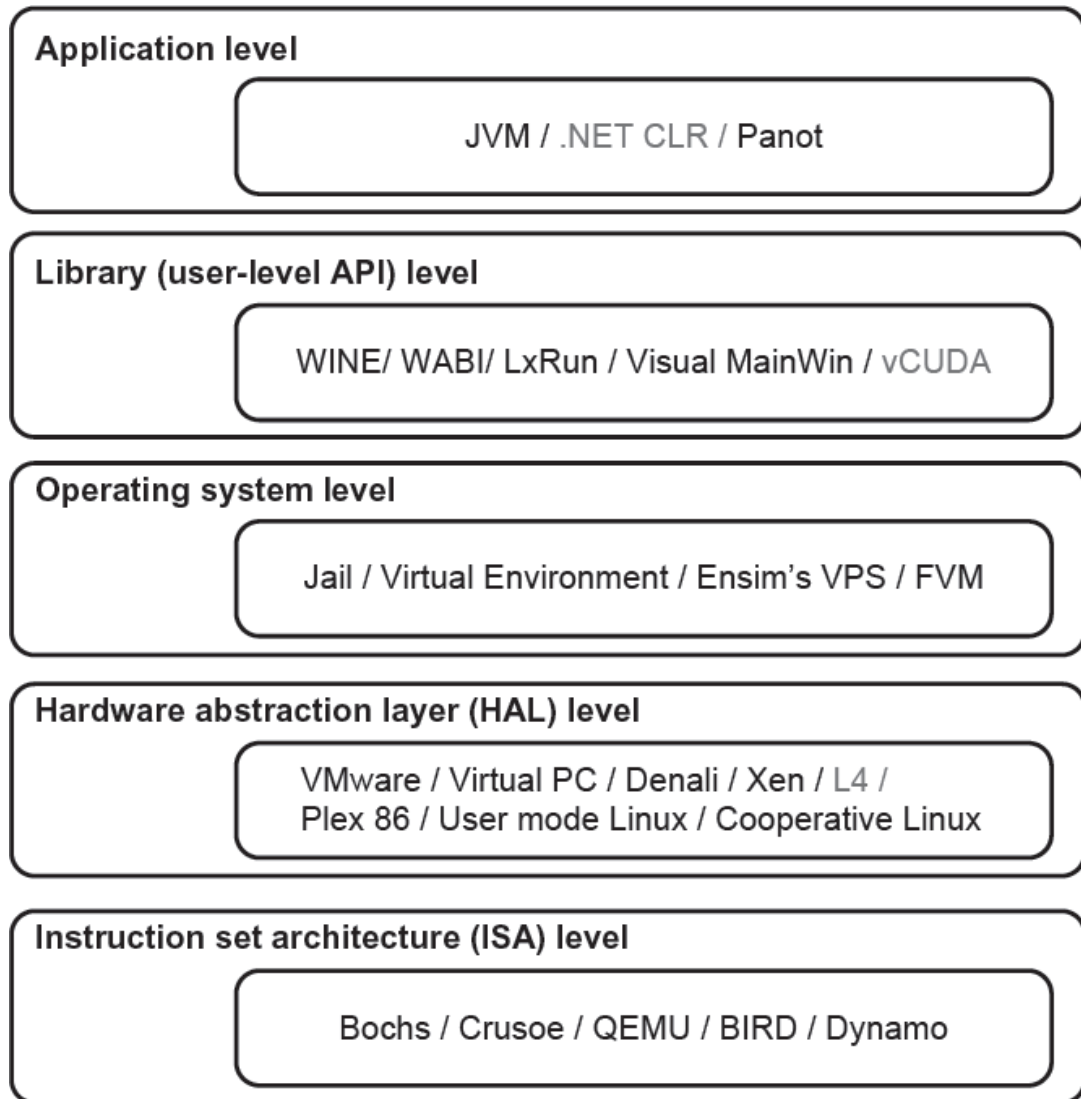 Application level
JVM / .NET CLR / Panot
Library (user-level API) level
WINE/ WABI/ LxRun / Visual MainWin / vCUDA
Operating system level
Jail / Virtual Environment / Ensim’s VPS / FVM
Hardware abstraction layer (HAL) level
VMware / Virtual PC / Denali / Xen / L4 /
Plex 86 / User mode Linux / Cooperative Linux
Instruction set architecture (ISA) level
Bochs / Crusoe / QEMU / BIRD / Dynamo